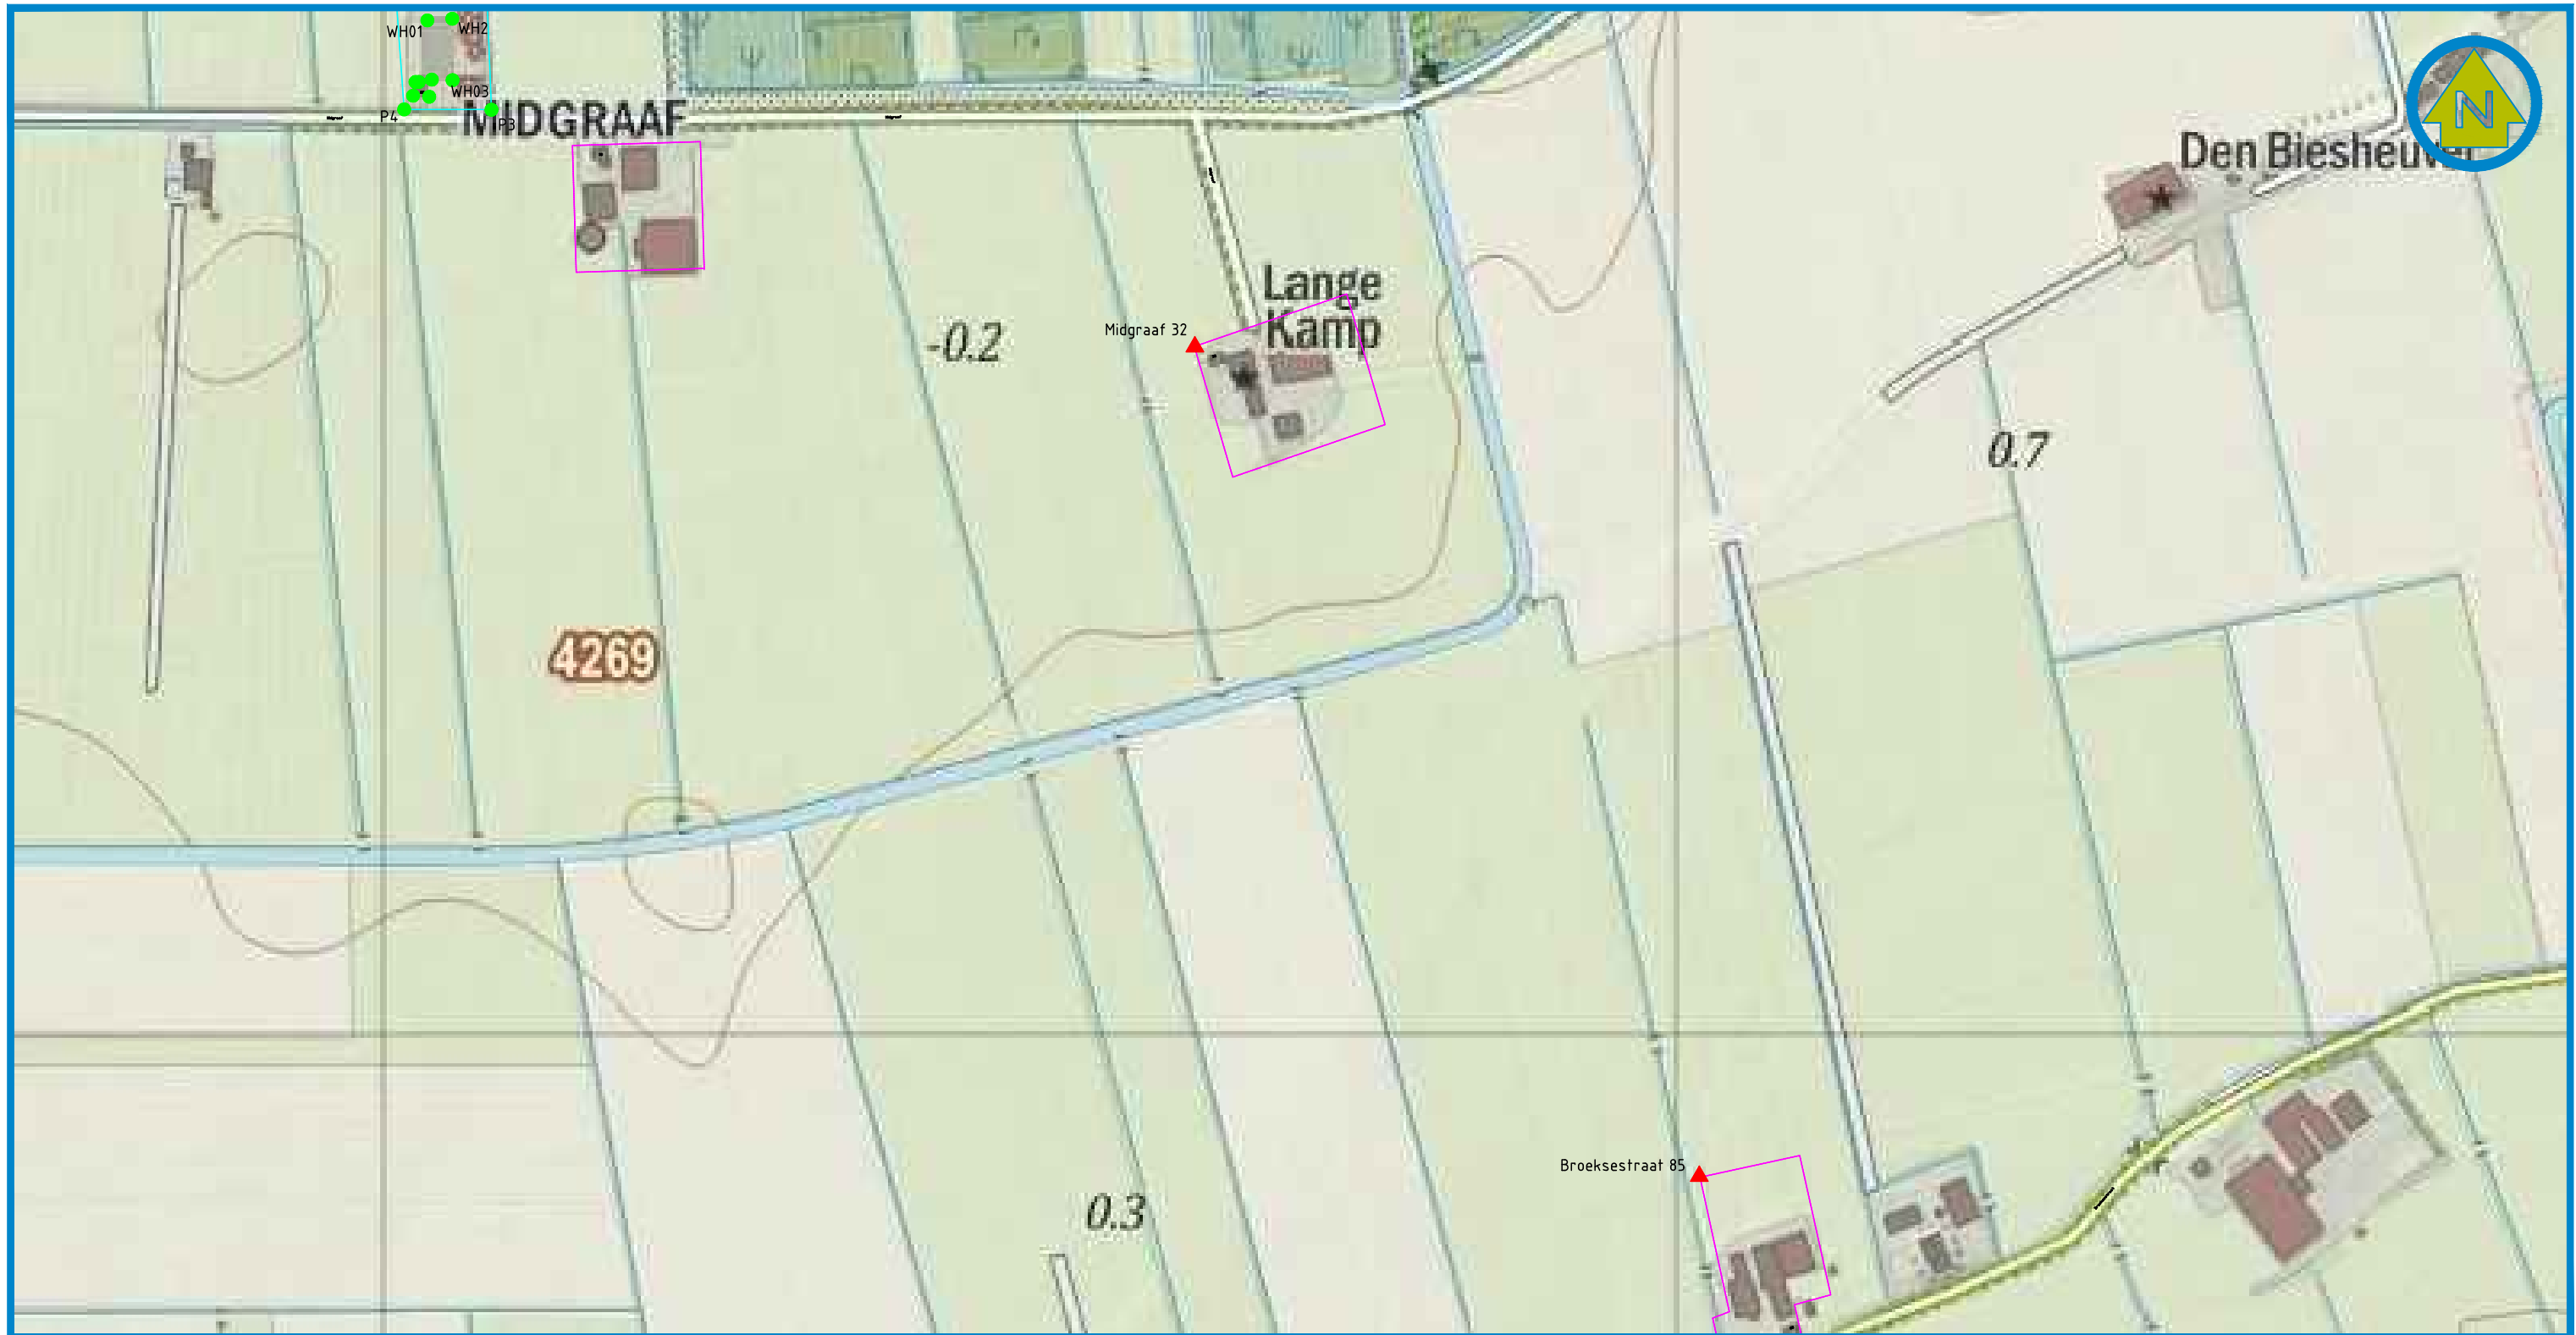 WH01
WH2
WH03
P4
P3
MIDGRAAF
N
Den Biesheuvel
Lange
Kamp
Midgraaf 32
-0.2
0.7
4269
Broeksestraat 85
0.3